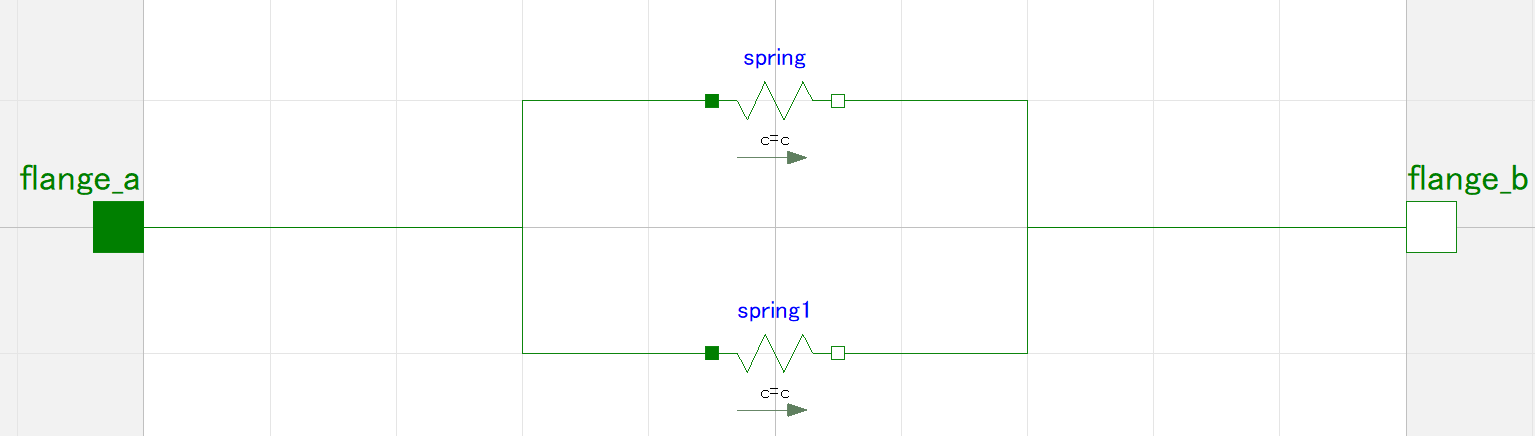 spring
c=c
flange_a
flange_b
spring1
c=c